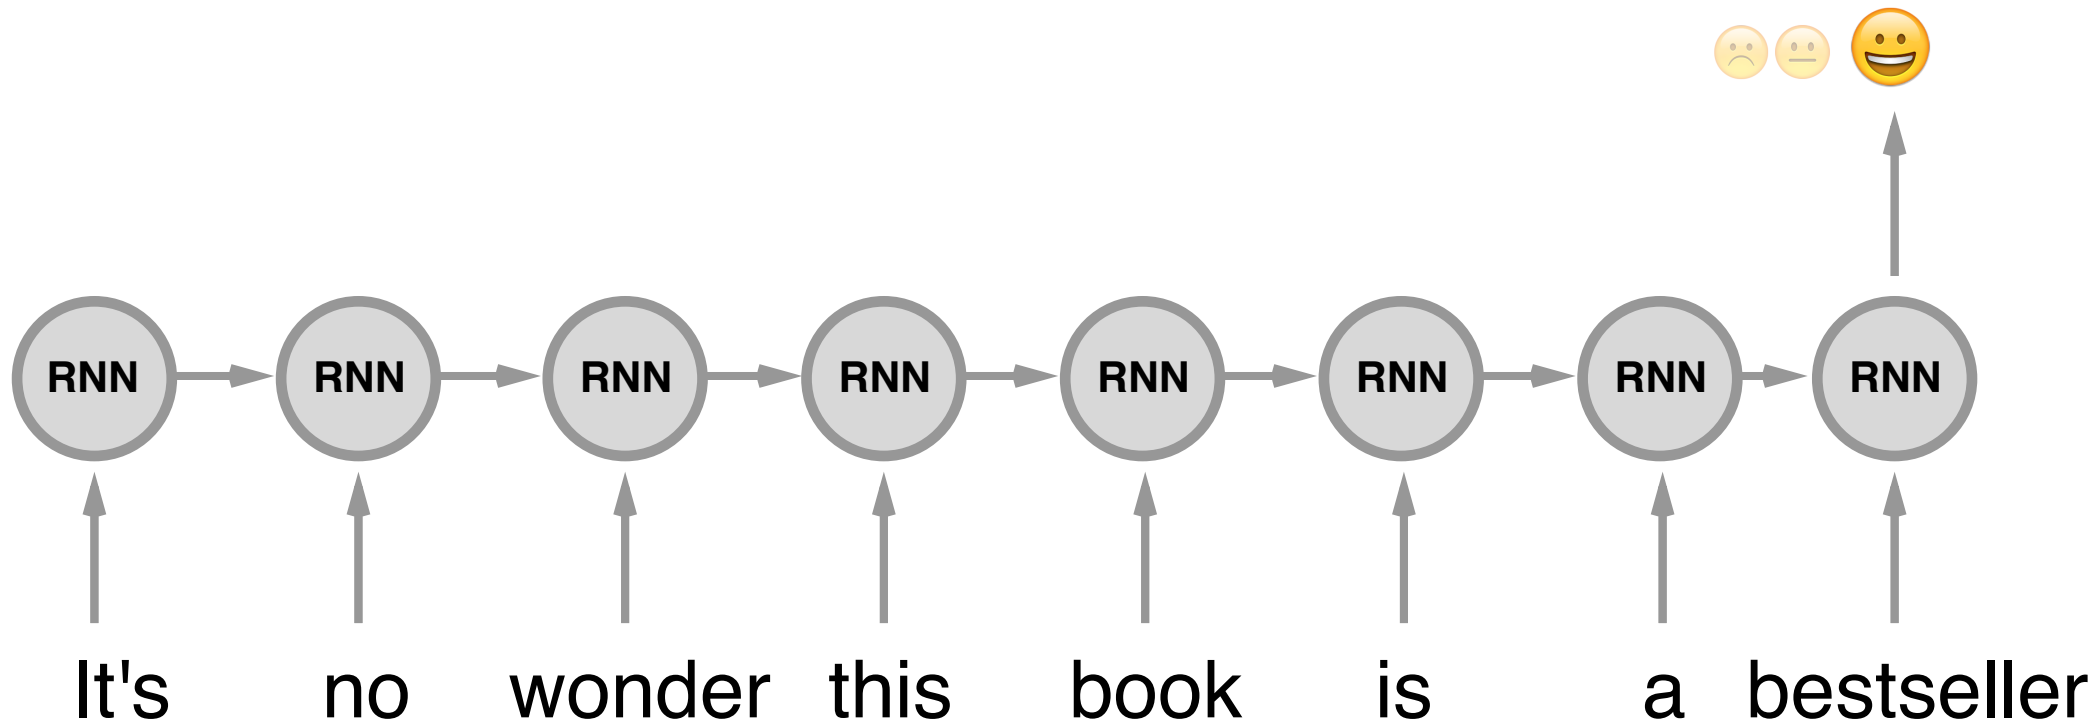 RNN RNN RNN RNN RNN RNN RNN RNN
It's no wonder this book is a bestseller